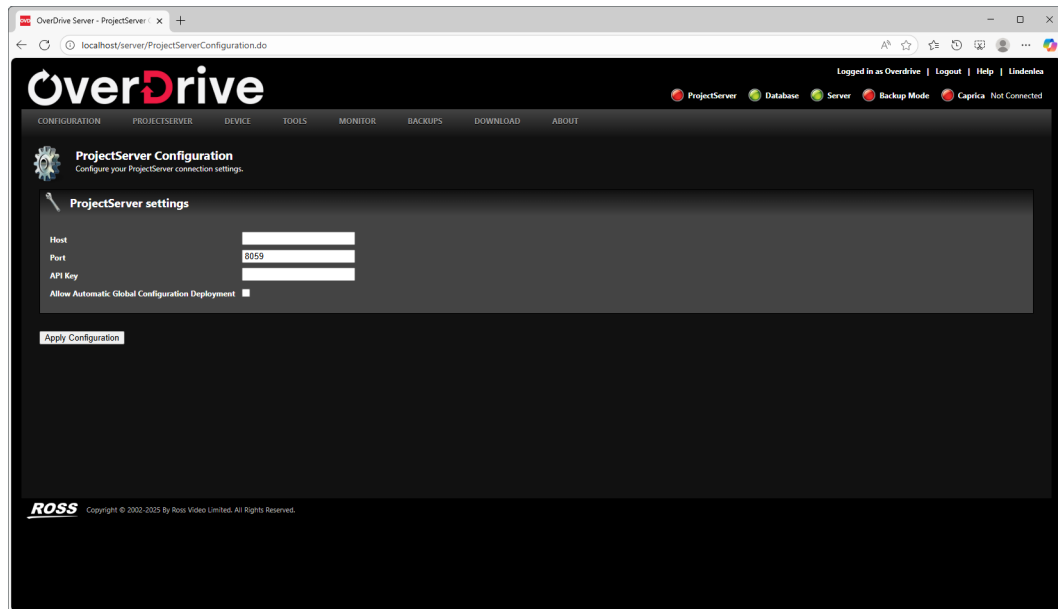 OVD OverDrive Server - ProjectServer
localhost/server/ProjectServerConfiguration.do
Logged in as Overdrive | Logout | Help | Lindenlea
OverDrive
ProjectServer Database Server Backup Mode Caprica Not Connected
CONFIGURATION PROJECTSERVER DEVICE TOOLS MONITOR BACKUPS DOWNLOAD ABOUT
ProjectServer Configuration
Configure your ProjectServer connection settings.
ProjectServer settings
Host
Port 8059
API Key
Allow Automatic Global Configuration Deployment
Apply Configuration
ROSS Copyright © 2002-2025 By Ross Video Limited. All Rights Reserved.